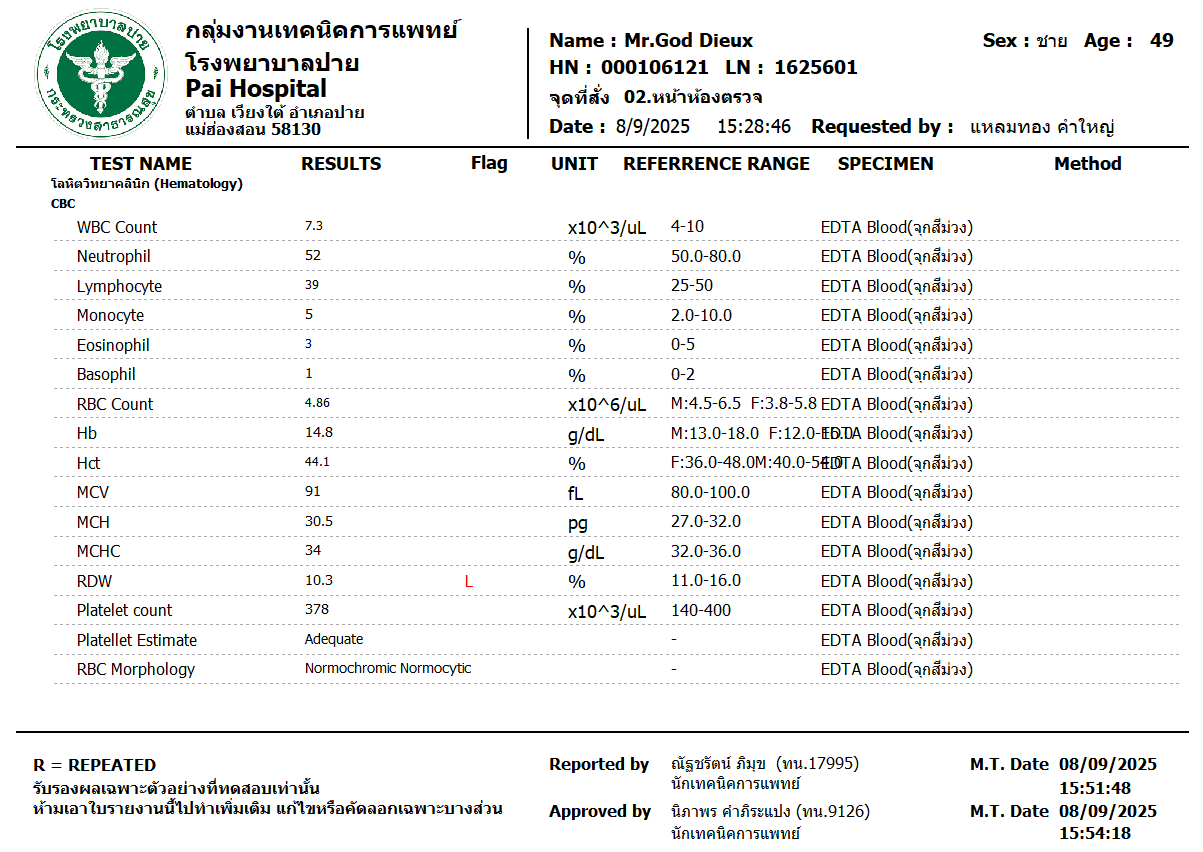 โรงพยาบาลปาย
กระทรวงสาธารณสุข
กลุ่มงานเทคนิคการแพทย์
โรงพยาบาลปาย
Pai Hospital
ตำบล เวียงใต้ อำเภอปาย
แม่ฮ่องสอน 58130
Name : Mr.God Dieux Sex : ชาย Age : 49
HN : 000106121 LN : 1625601
จุดที่สั่ง 02.หน้าห้องตรวจ
Date : 8/9/2025 15:28:46 Requested by : แหลมทอง คำใหญ่
TEST NAME RESULTS Flag UNIT REFERRENCE RANGE SPECIMEN Method
โลหิตวิทยาคลินิก (Hematology)
CBC
WBC Count 7.3 x10^3/uL 4-10 EDTA Blood(จุกสีม่วง)
Neutrophil 52 % 50.0-80.0 EDTA Blood(จุกสีม่วง)
Lymphocyte 39 % 25-50 EDTA Blood(จุกสีม่วง)
Monocyte 5 % 2.0-10.0 EDTA Blood(จุกสีม่วง)
Eosinophil 3 % 0-5 EDTA Blood(จุกสีม่วง)
Basophil 1 % 0-2 EDTA Blood(จุกสีม่วง)
RBC Count 4.86 x10^6/uL M:4.5-6.5 F:3.8-5.8 EDTA Blood(จุกสีม่วง)
Hb 14.8 g/dL M:13.0-18.0 F:12.0-16.0 EDTA Blood(จุกสีม่วง)
Hct 44.1 % F:36.0-48.0M:40.0-54.0 EDTA Blood(จุกสีม่วง)
MCV 91 fL 80.0-100.0 EDTA Blood(จุกสีม่วง)
MCH 30.5 pg 27.0-32.0 EDTA Blood(จุกสีม่วง)
MCHC 34 g/dL 32.0-36.0 EDTA Blood(จุกสีม่วง)
RDW 10.3 L % 11.0-16.0 EDTA Blood(จุกสีม่วง)
Platelet count 378 x10^3/uL 140-400 EDTA Blood(จุกสีม่วง)
Platellet Estimate Adequate - EDTA Blood(จุกสีม่วง)
RBC Morphology Normochromic Normocytic - EDTA Blood(จุกสีม่วง)
R = REPEATED
รับรองผลเฉพาะตัวอย่างที่ทดสอบเท่านั้น
ห้ามเอาใบรายงานนี้ไปทำเพิ่มเติม แก้ไขหรือคัดลอกเฉพาะบางส่วน
Reported by ณัฐชรัตน์ ภิมุข (ทน.17995) M.T. Date 08/09/2025
นักเทคนิคการแพทย์ 15:51:48
Approved by นิภาพร คำภิระแปง (ทน.9126) M.T. Date 08/09/2025
นักเทคนิคการแพทย์ 15:54:18